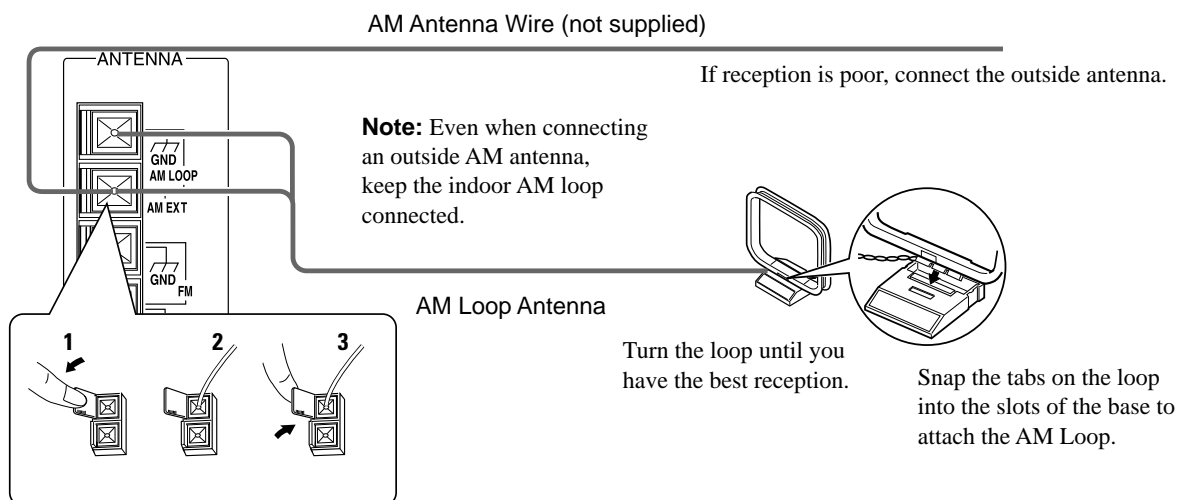 AM Antenna Wire (not supplied)
ANTENNA
If reception is poor, connect the outside antenna.
Note: Even when connecting
an outside AM antenna,
keep the indoor AM loop
connected.
GND
AM LOOP
AM EXT
GND
FM
AM Loop Antenna
1
2
3
Turn the loop until you
have the best reception.
Snap the tabs on the loop
into the slots of the base to
attach the AM Loop.